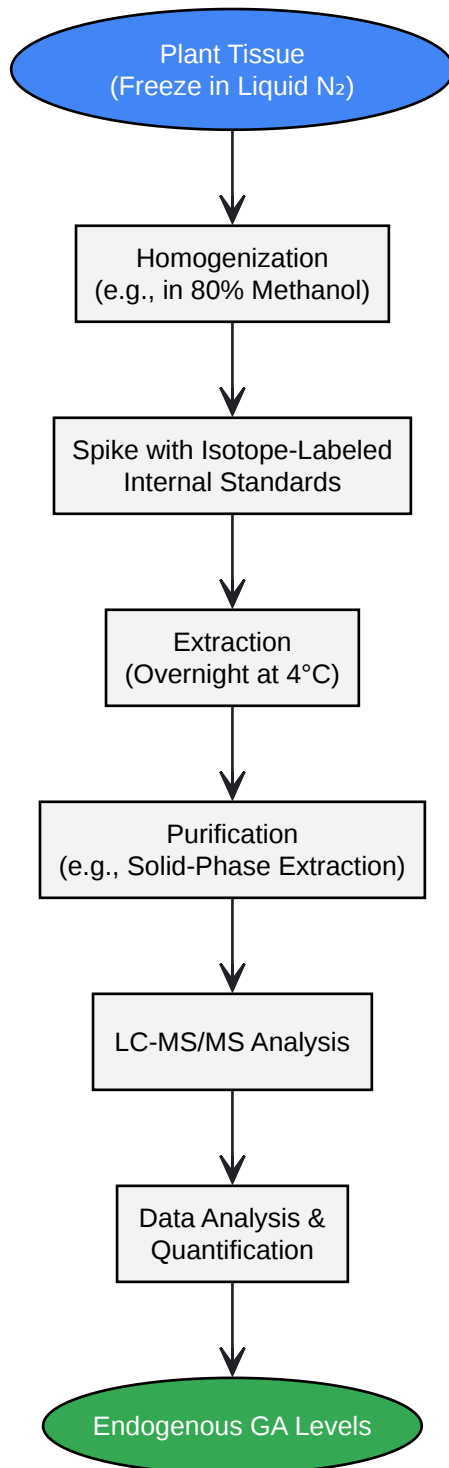 Plant Tissue
(Freeze in Liquid N₂)
Homogenization
(e.g., in 80% Methanol)
Spike with Isotope-Labeled
Internal Standards
Extraction
(Overnight at 4°C)
Purification
(e.g., Solid-Phase Extraction)
LC-MS/MS Analysis
Data Analysis &
Quantification
Endogenous GA Levels